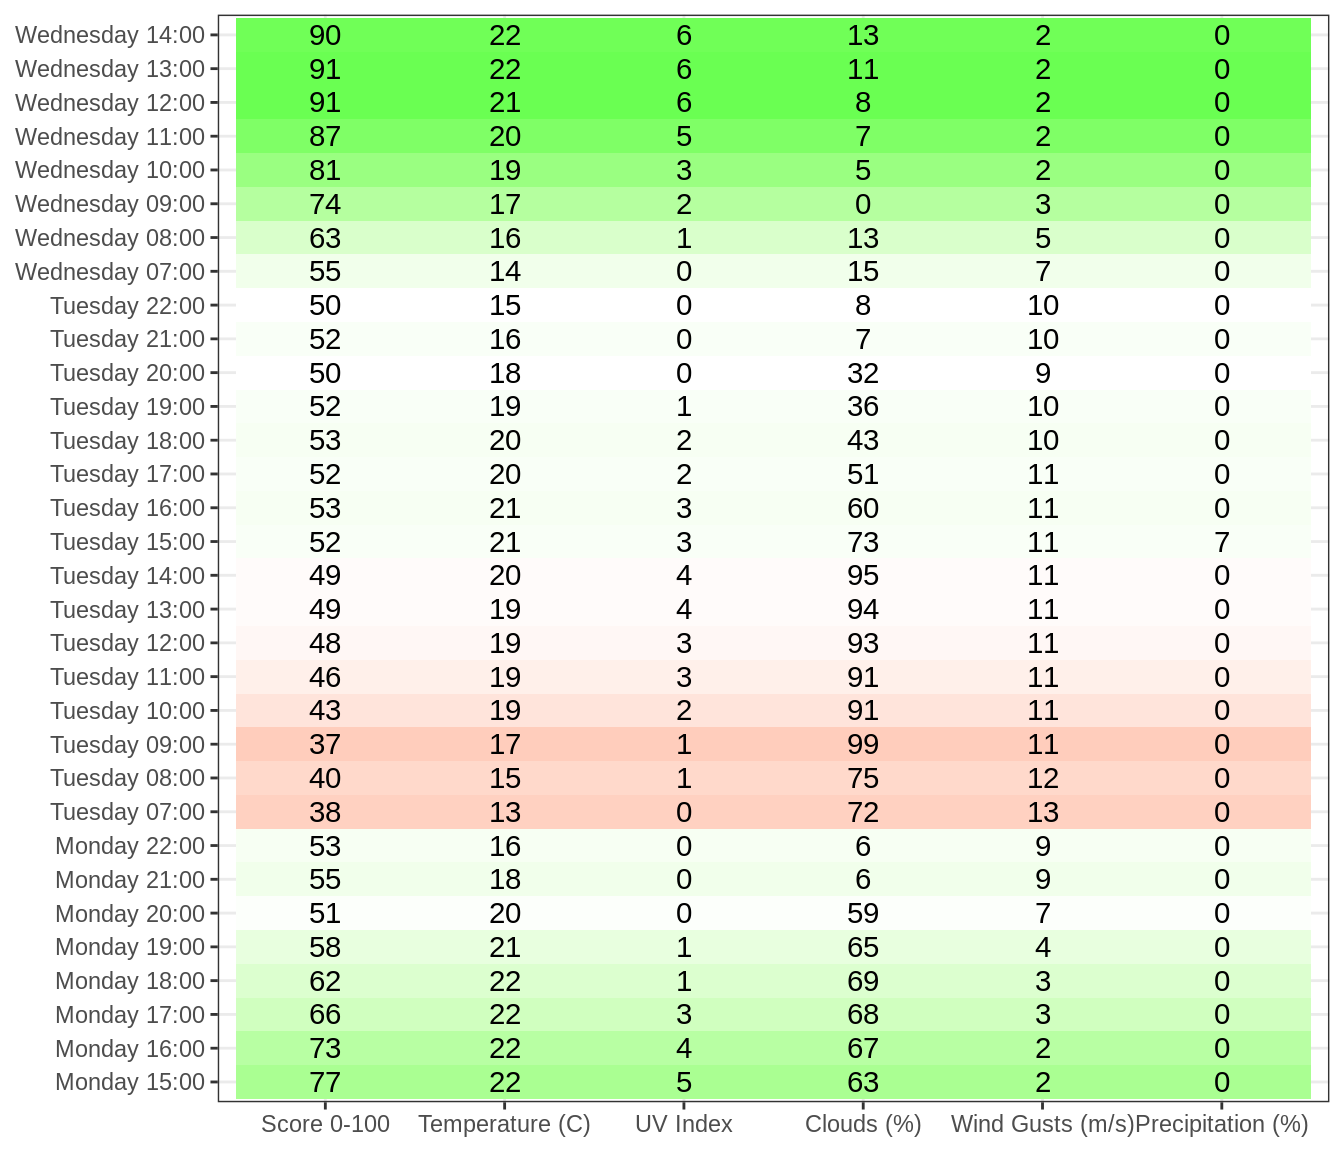 Wednesday 14:00 90 22 6 13 2 0
Wednesday 13:00 91 22 6 11 2 0
Wednesday 12:00 91 21 6 8 2 0
Wednesday 11:00 87 20 5 7 2 0
Wednesday 10:00 81 19 3 5 2 0
Wednesday 09:00 74 17 2 0 3 0
Wednesday 08:00 63 16 1 13 5 0
Wednesday 07:00 55 14 0 15 7 0
Tuesday 22:00 50 15 0 8 10 0
Tuesday 21:00 52 16 0 7 10 0
Tuesday 20:00 50 18 0 32 9 0
Tuesday 19:00 52 19 1 36 10 0
Tuesday 18:00 53 20 2 43 10 0
Tuesday 17:00 52 20 2 51 11 0
Tuesday 16:00 53 21 3 60 11 0
Tuesday 15:00 52 21 3 73 11 7
Tuesday 14:00 49 20 4 95 11 0
Tuesday 13:00 49 19 4 94 11 0
Tuesday 12:00 48 19 3 93 11 0
Tuesday 11:00 46 19 3 91 11 0
Tuesday 10:00 43 19 2 91 11 0
Tuesday 09:00 37 17 1 99 11 0
Tuesday 08:00 40 15 1 75 12 0
Tuesday 07:00 38 13 0 72 13 0
Monday 22:00 53 16 0 6 9 0
Monday 21:00 55 18 0 6 9 0
Monday 20:00 51 20 0 59 7 0
Monday 19:00 58 21 1 65 4 0
Monday 18:00 62 22 1 69 3 0
Monday 17:00 66 22 3 68 3 0
Monday 16:00 73 22 4 67 2 0
Monday 15:00 77 22 5 63 2 0
Score 0-100 Temperature (C) UV Index Clouds (%) Wind Gusts (m/s) Precipitation (%)